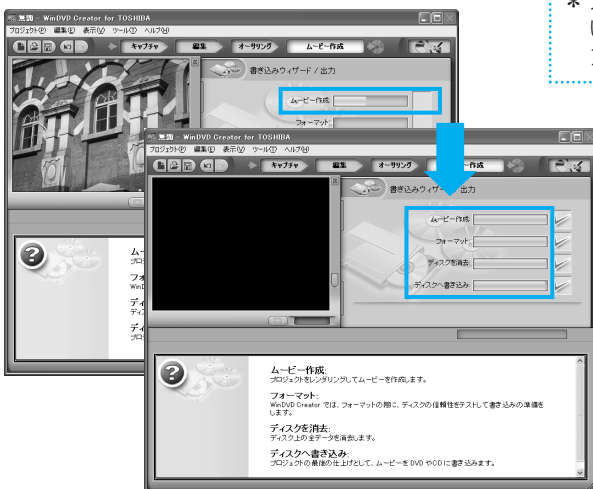 無題 - WinDVD Creator for TOSHIBA
プロジェクト(P) 編集(E) 表示(V) ツール(T) ヘルプ(H)
キャプチャ 編集 オーサリング ムービー作成
書き込みウィザード / 出力
ムービー作成:
フォーマット:
無題 - WinDVD Creator for TOSHIBA
プロジェクト(P) 編集(E) 表示(V) ツール(T) ヘルプ(H)
キャプチャ 編集 オーサリング 作成
書き込みウィザード 出力
ムービー作成:
フォーマット:
ディスクを消去:
ディスクへ書き込み:
ムービー作成:
プロジェクトをレンダリングしてムービーを作成します。
フォーマット:
WinDVD Creator では、フォーマットの際に、ディスクの信頼性をテストして書き込みの準備を
します。
ディスクを消去:
ディスク上の全データを消去します。
ディスクへ書き込み:
プロジェクトの最後の仕上げとして、ムービーを DVD やCDに書き込みます。